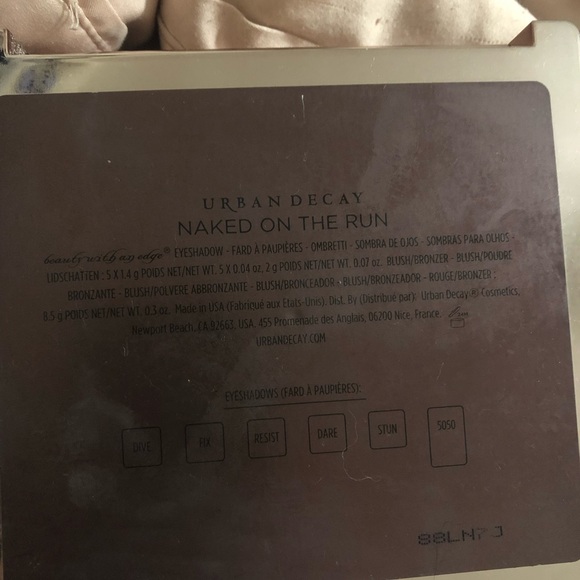 URBAN DECAY
NAKED ON THE RUN
beauty with an edge® EYESHADOW - FARD À PAUPIÈRES - OMBRETTI - SOMBRA DE OJOS - SOMBRAS PARA OLHOS -
LIDSCHATTEN : 5 X 1.4 g POIDS NET/NET WT. 5 X 0.04 oz, 2 g POIDS NET/NET WT. 0.07 oz. BLUSH/BRONZER - BLUSH/POUDRE
BRONZANTE - BLUSH/POLVERE ABBRONZANTE - BLUSH/BRONCEADOR - BLUSH/BRONZEADOR - ROUGE/BRONZER :
8.5 g POIDS NET/NET WT. 0.3 oz. Made in USA (Fabriqué aux Etats-Unis). Dist. By (Distribué par): Urban Decay® Cosmetics,
Newport Beach, CA 92663. USA, 455 Promenade des Anglais, 06200 Nice, France.
URBANDECAY.COM
EYESHADOWS (FARD À PAUPIÈRES):
DIVE FIX RESIST DARE STUN 5050